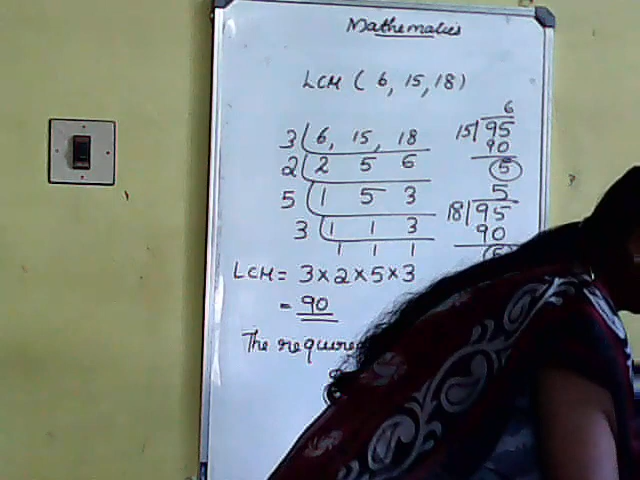 Mathematics
LCM ( 6, 15, 18)
3 6, 15, 18
2 2 5 6
5 1 5 3
3 1 1 3
1 1 1
LCM = 3×2×5×3
= 90
The
6
15 95
90
5
5
18 95
90